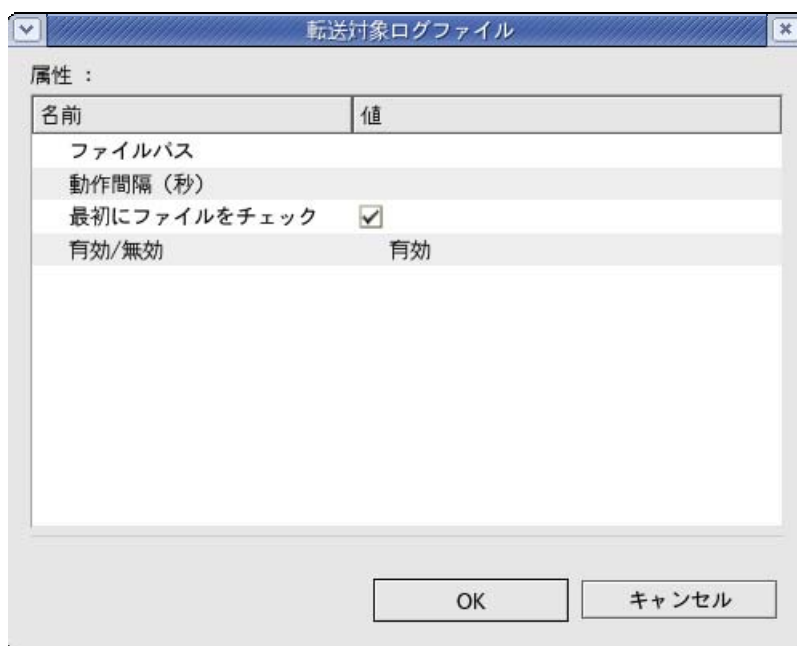 転送対象ログファイル
属性 :
名前 値
ファイルパス
動作間隔（秒）
最初にファイルをチェック
有効/無効 有効
OK キャンセル